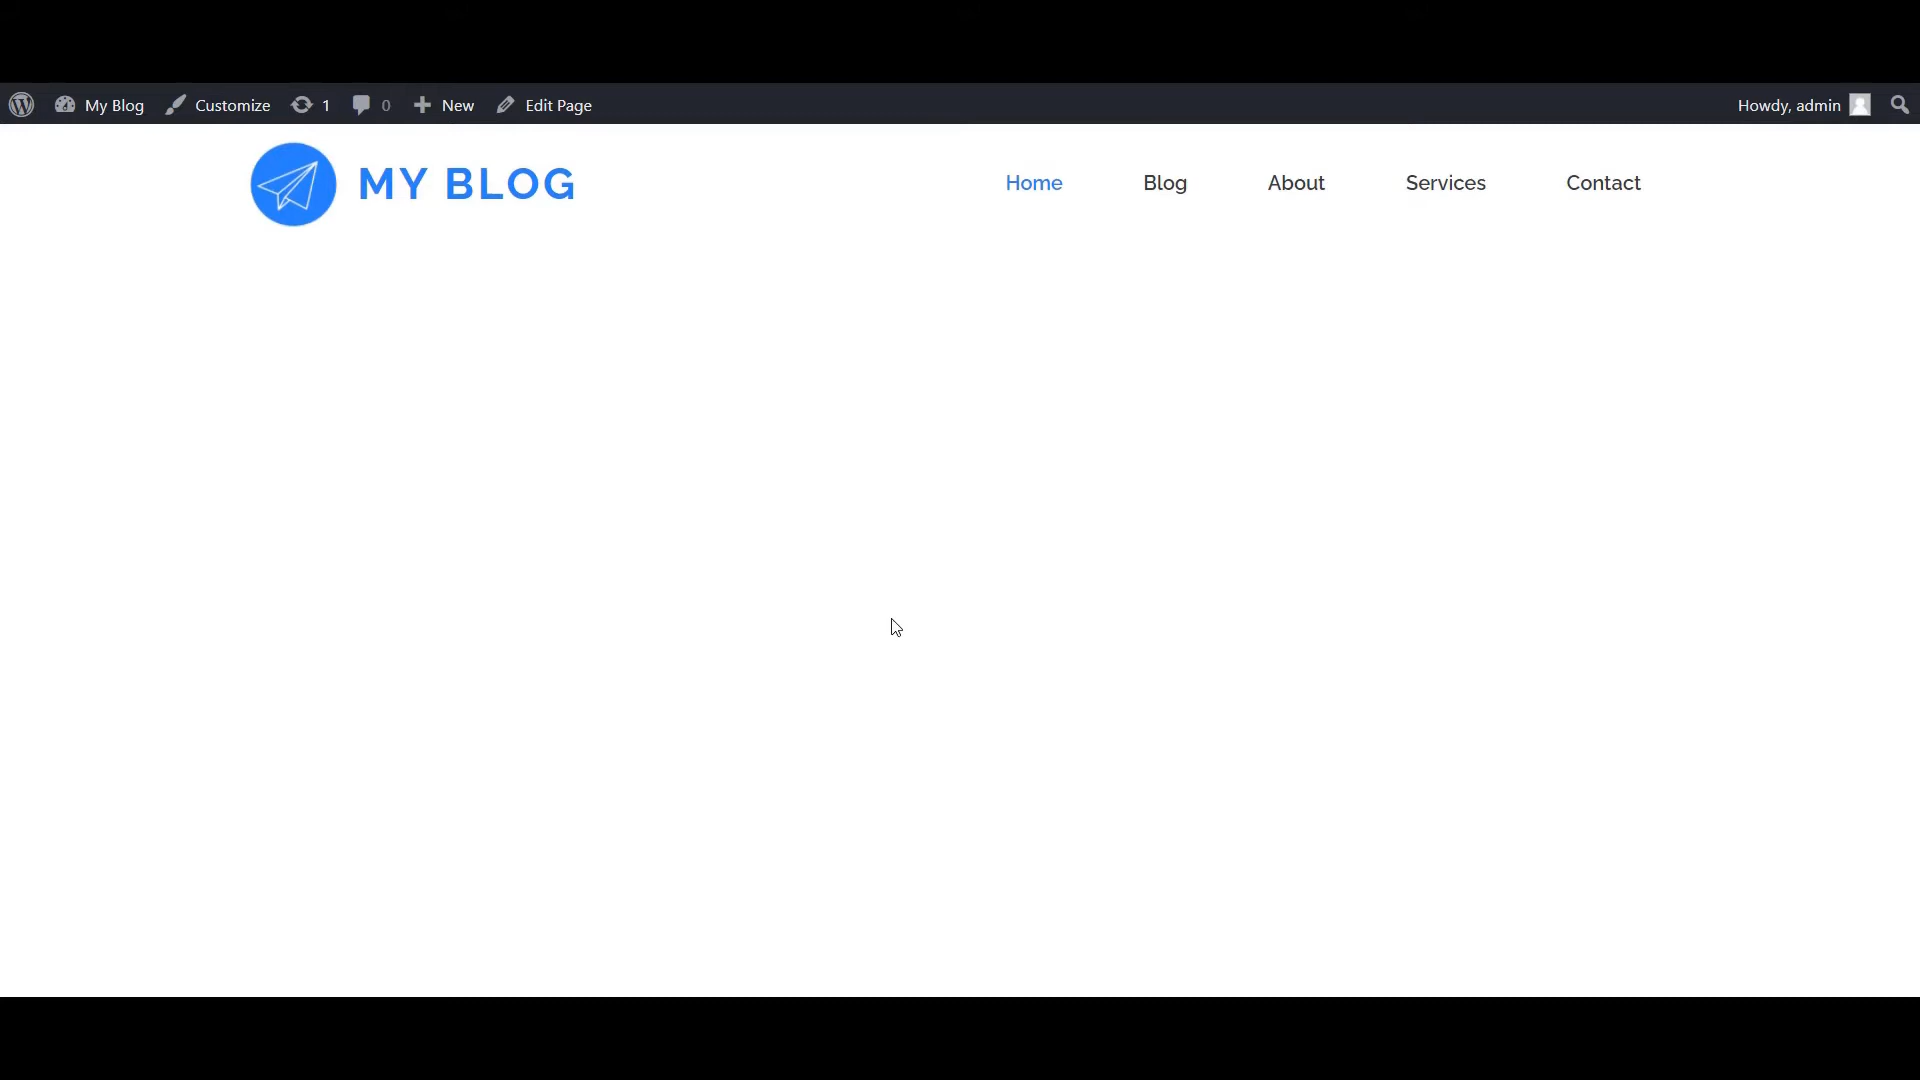 My Blog Customize 1 0 New Edit Page Howdy, admin
MY BLOG Home Blog About Services Contact